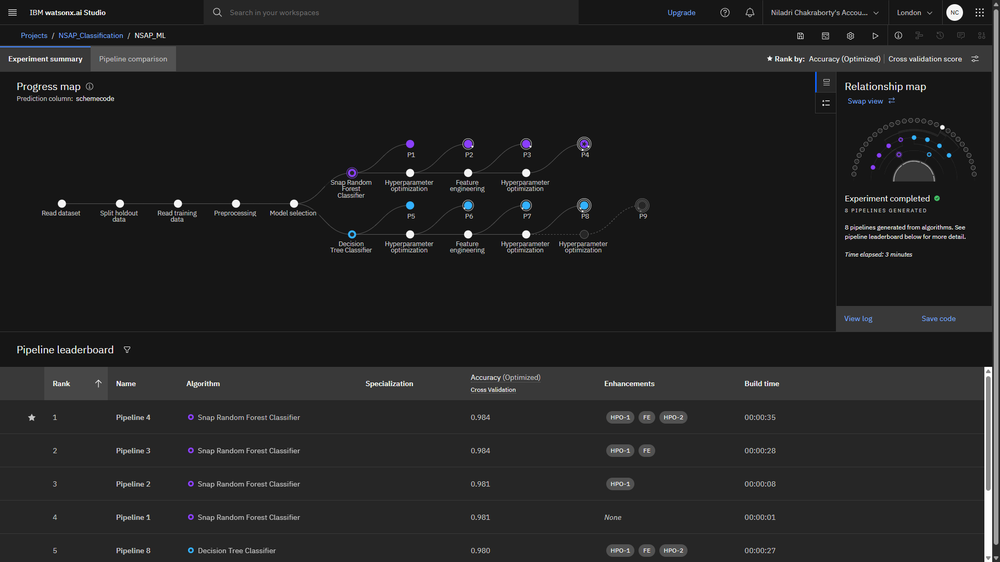 IBM watsonx.ai Studio
Search in your workspaces
Upgrade
Niladri Chakraborty's Accou...
London
NC
Projects / NSAP_Classification / NSAP_ML
Experiment summary
Pipeline comparison
Rank by: Accuracy (Optimized) | Cross validation score
Progress map
Prediction column: schemecode
Read dataset
Split holdout
data
Read training
data
Preprocessing
Model selection
Snap Random
Forest
Classifier
P1
P2
P3
P4
Hyperparameter
optimization
Feature
engineering
Hyperparameter
optimization
Decision
Tree Classifier
P5
P6
P7
P8
P9
Hyperparameter
optimization
Feature
engineering
Hyperparameter
optimization
Hyperparameter
optimization
Relationship map
Swap view
Experiment completed
8 PIPELINES GENERATED
8 pipelines generated from algorithms. See
pipeline leaderboard below for more detail.
Time elapsed: 3 minutes
View log
Save code
Pipeline leaderboard
Rank Name Algorithm Specialization Accuracy (Optimized) Enhancements Build time
Cross Validation
1 Pipeline 4 Snap Random Forest Classifier 0.984 HPO-1 FE HPO-2 00:00:35
2 Pipeline 3 Snap Random Forest Classifier 0.984 HPO-1 FE 00:00:28
3 Pipeline 2 Snap Random Forest Classifier 0.981 HPO-1 00:00:08
4 Pipeline 1 Snap Random Forest Classifier 0.981 None 00:00:01
5 Pipeline 8 Decision Tree Classifier 0.980 HPO-1 FE HPO-2 00:00:27